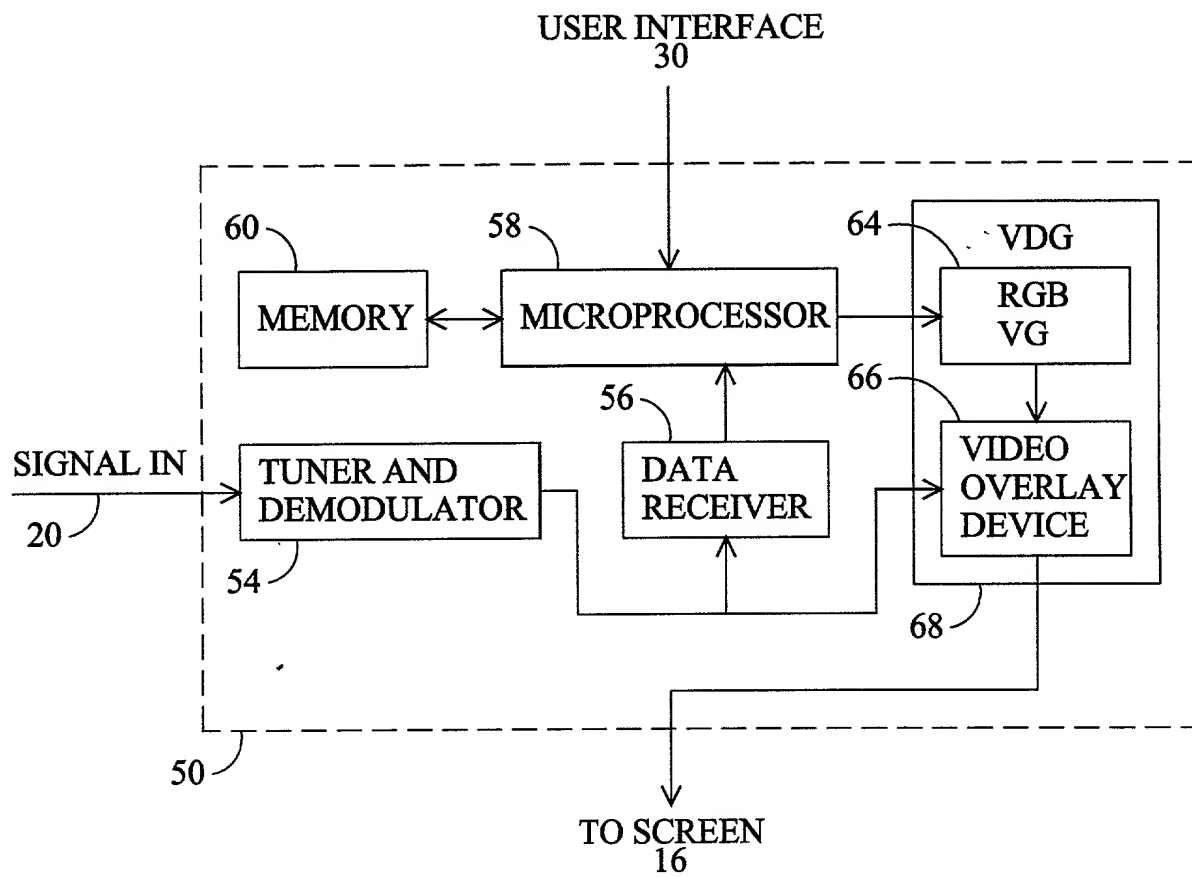 USER INTERFACE
30
60
58
64
VDG
MEMORY
MICROPROCESSOR
RGB
VG
56
66
SIGNAL IN
20
TUNER AND
DEMODULATOR
54
DATA
RECEIVER
VIDEO
OVERLAY
DEVICE
68
50
TO SCREEN
16